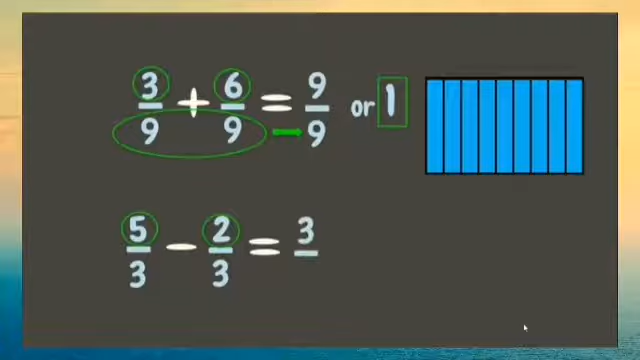 3/9 + 6/9 = 9/9 or 1
5/3 − 2/3 = 3/